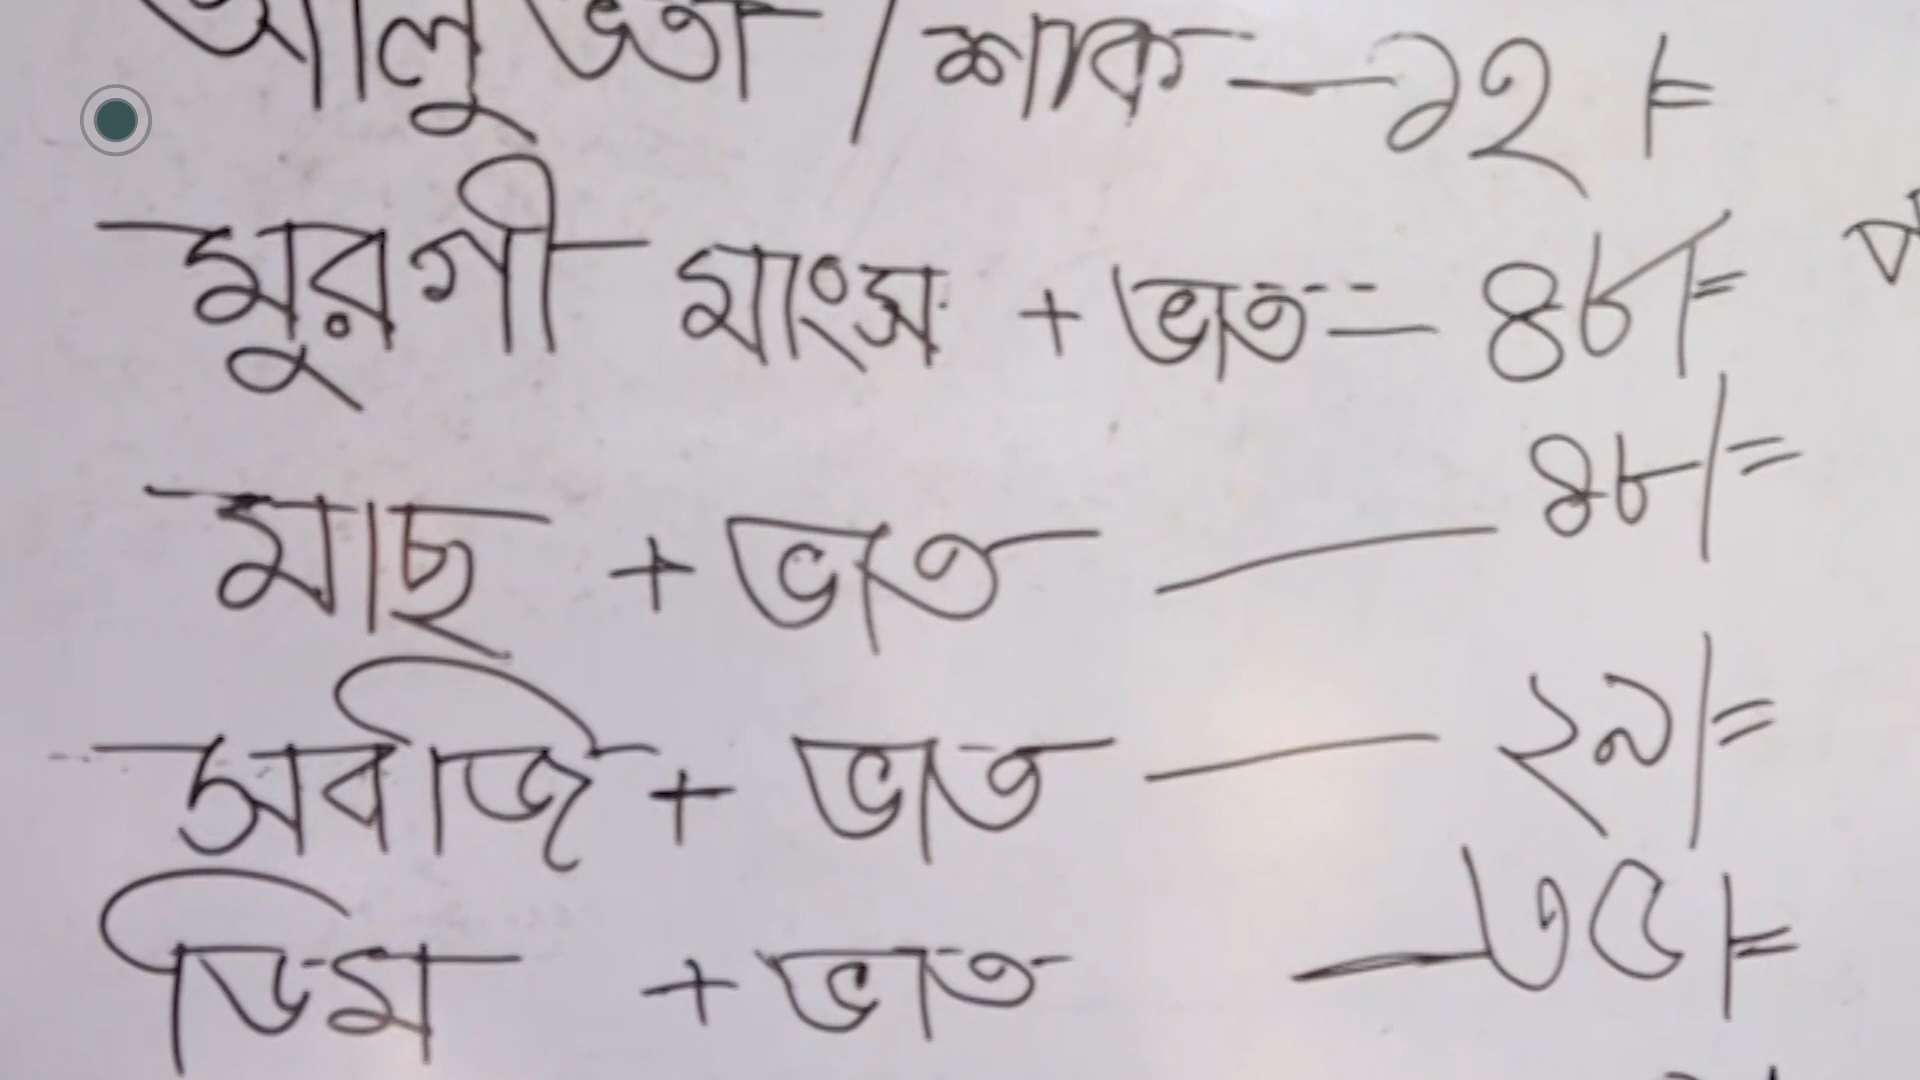 আলু ভর্তা / শাক — ১২ /=
মুরগী মাংস + ভাত — ৪৮/=
মাছ + ভাত — ৪৮/=
সবজি + ভাত — ২৯/=
ডিম + ভাত — ৩৫/=